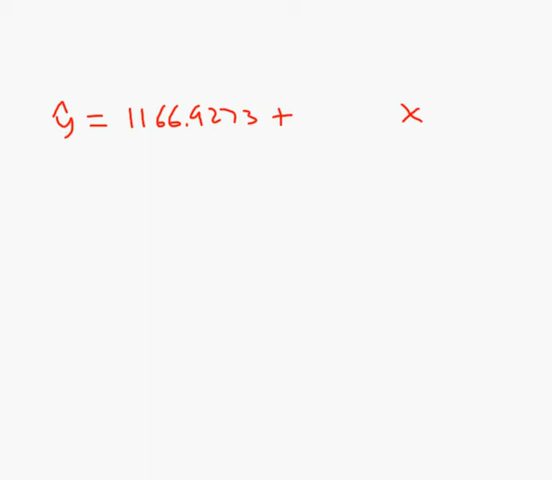 ŷ = 1166.9273 + x